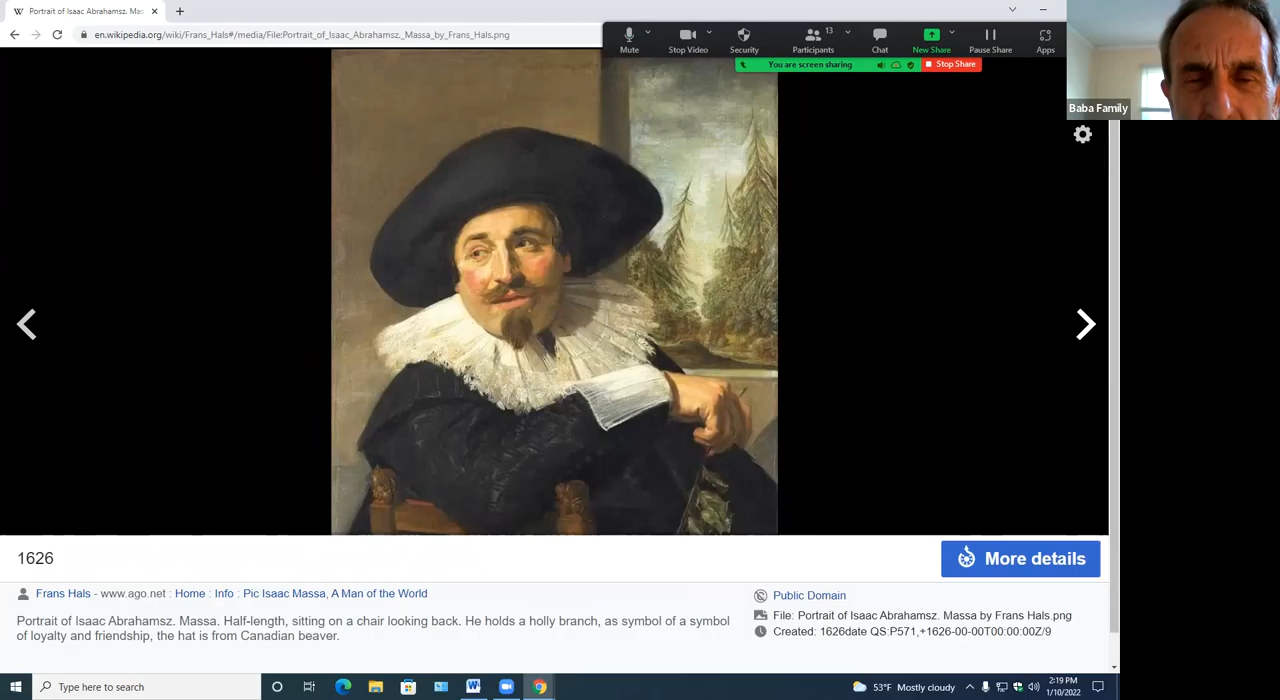 W Portrait of Isaac Abrahamsz. Mas
en.wikipedia.org/wiki/Frans_Hals#/media/File:Portrait_of_Isaac_Abrahamsz._Massa_by_Frans_Hals.png
13
Mute Stop Video Security Participants Chat New Share Pause Share Apps
You are screen sharing Stop Share
Baba Family
1626
More details
Frans Hals - www.ago.net : Home : Info : Pic Isaac Massa, A Man of the World
Public Domain
Portrait of Isaac Abrahamsz. Massa. Half-length, sitting on a chair looking back. He holds a holly branch, as symbol of a symbol
of loyalty and friendship, the hat is from Canadian beaver.
File: Portrait of Isaac Abrahamsz. Massa by Frans Hals.png
Created: 1626date QS:P571,+1626-00-00T00:00:00Z/9
Type here to search
W
53°F Mostly cloudy
2:19 PM
1/10/2022